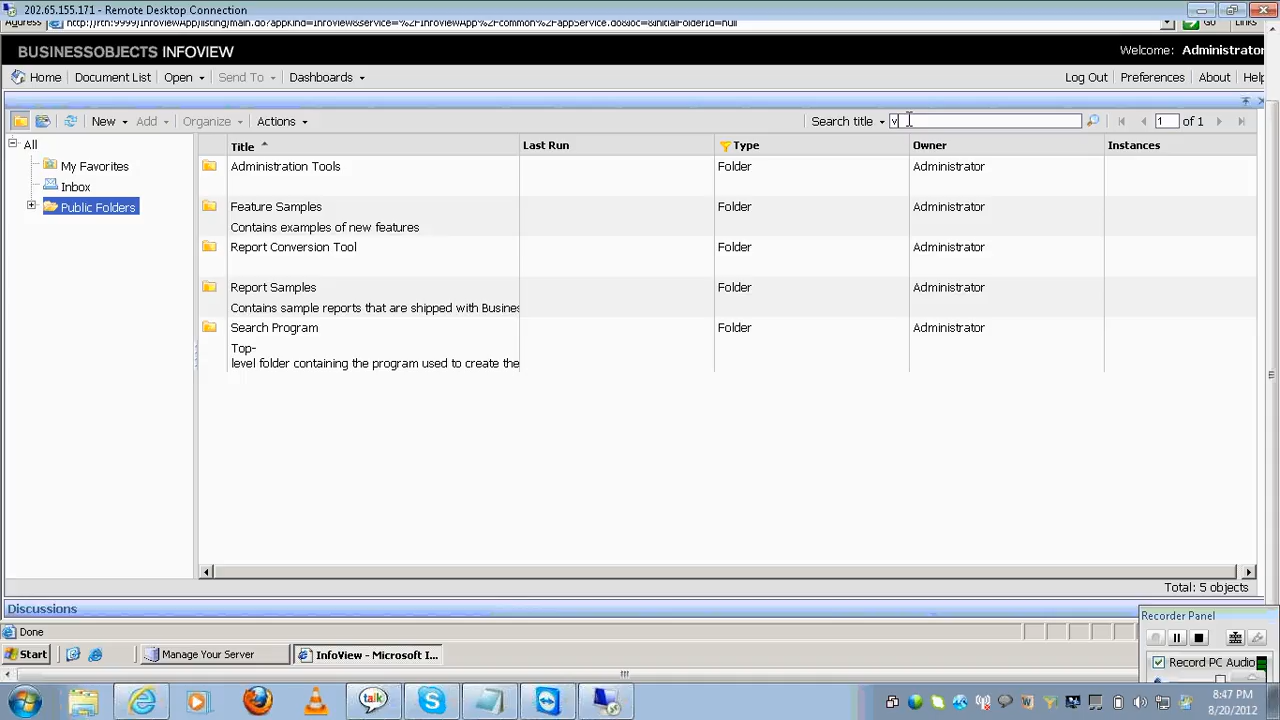 202.65.155.171 - Remote Desktop Connection
Address
Go
Links
BUSINESSOBJECTS INFOVIEW
Welcome: Administrator
Home Document List Open Send To Dashboards
Log Out Preferences About Help
New Add Organize Actions
Search title v 1 of 1
All
My Favorites
Inbox
Public Folders
Title Last Run Type Owner Instances
Administration Tools Folder Administrator
Feature Samples Folder Administrator
Contains examples of new features
Report Conversion Tool Folder Administrator
Report Samples Folder Administrator
Contains sample reports that are shipped with Busines
Search Program Folder Administrator
Top-
level folder containing the program used to create the
Total: 5 objects
Discussions
Recorder Panel
Done
Start Manage Your Server InfoView - Microsoft I...
Record PC Audio
talk
8:47 PM
8/20/2012